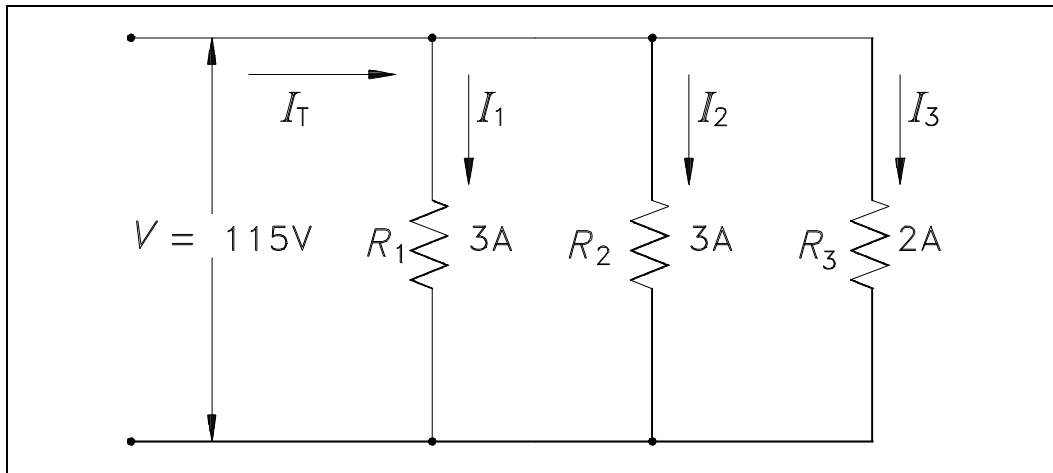 I_T
I_1
I_2
I_3
V = 115V
R_1
3A
R_2
3A
R_3
2A